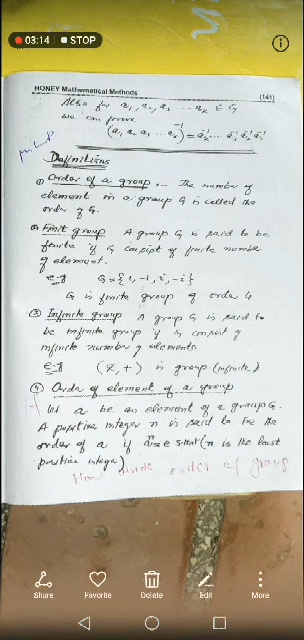 03:14 STOP
HONEY Mathematical Methods (141)
Also for a₁, a₂, a₃ ... aₖ ∈ G
we can prove
(a₁ a₂ a₃ ... aₖ)⁻¹ = aₖ⁻¹ ... a₃⁻¹ a₂⁻¹ a₁⁻¹
Definitions
① Order of a group .. The number of
element in a group G is called the
order of G.
② Finit group A group G is said to be
finite if G consist of finite number
of element.
e.g G = {1, -1, i, -i}
G is finite group of order 4
③ Infinite group A group G is said to
be infinite group if is consist of
infinite number of elements
e.g (Z, +) is group (infinite)
④ Order of element of a group
let a be an element of a group G.
A positive integer n is said to be the
order of a if aⁿ = e s.that (n is the least
positive integer)
divide order of group
Share Favorite Delete Edit More